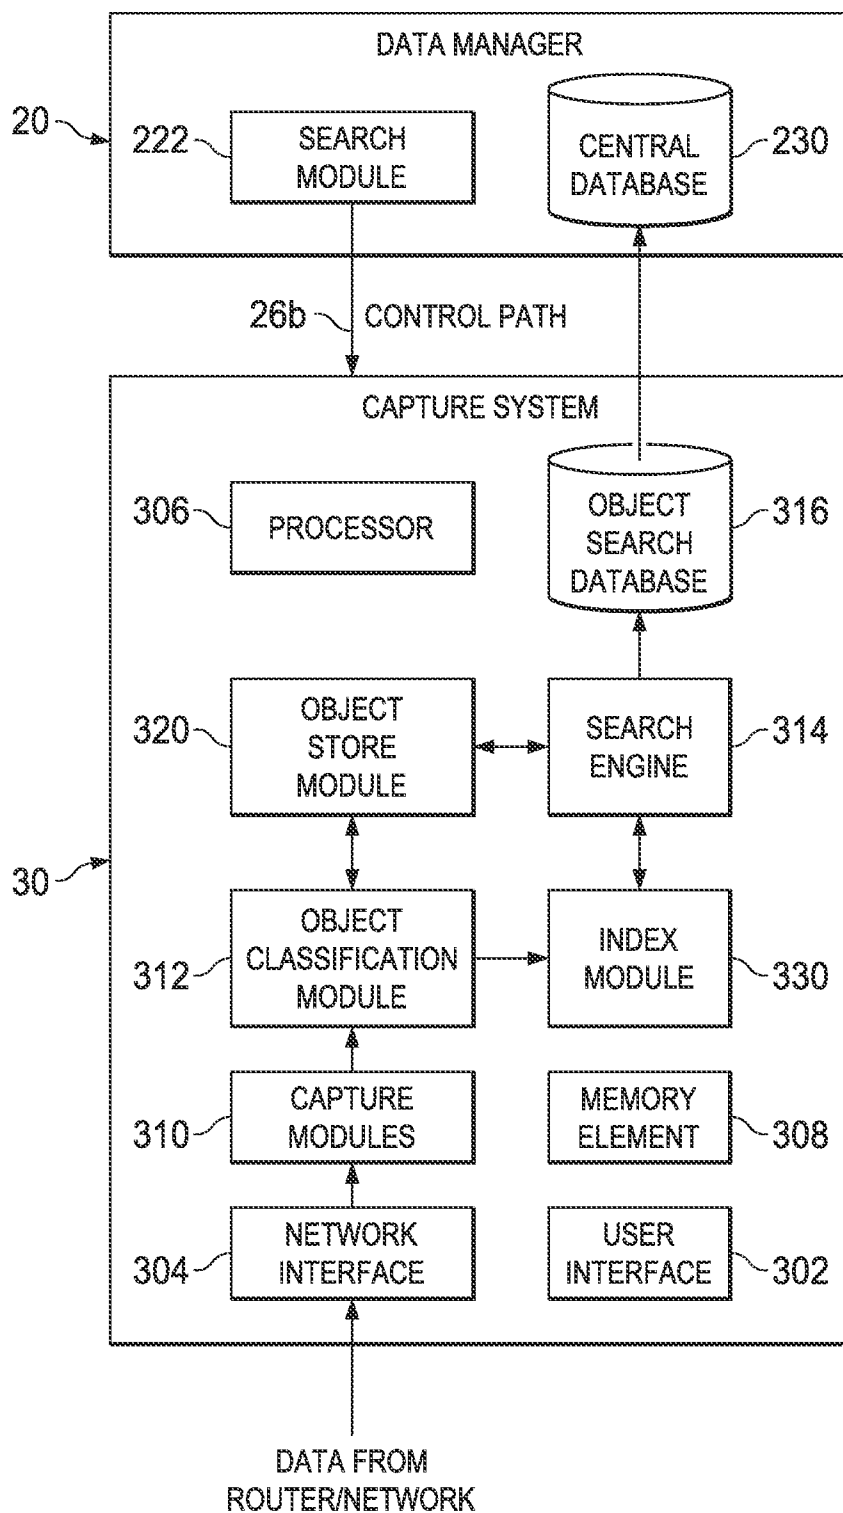 DATA MANAGER
20
222
SEARCH
MODULE
CENTRAL
DATABASE
230
26b
CONTROL PATH
CAPTURE SYSTEM
306
PROCESSOR
OBJECT
SEARCH
DATABASE
316
320
OBJECT
STORE
MODULE
SEARCH
ENGINE
314
30
312
OBJECT
CLASSIFICATION
MODULE
INDEX
MODULE
330
310
CAPTURE
MODULES
MEMORY
ELEMENT
308
304
NETWORK
INTERFACE
USER
INTERFACE
302
DATA FROM
ROUTER/NETWORK